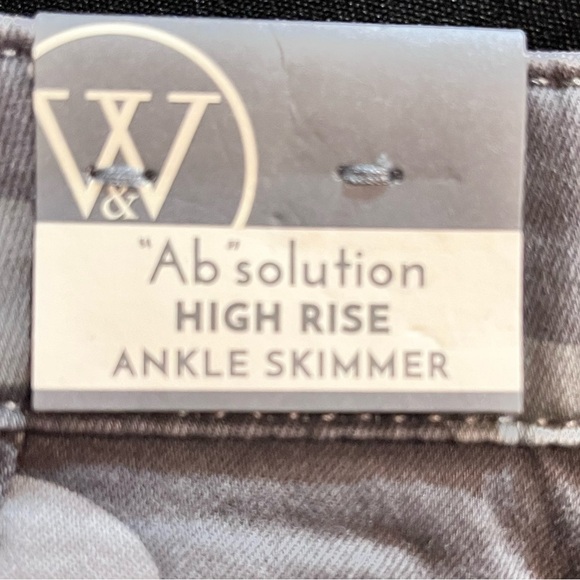 W&
"Ab"solution
HIGH RISE
ANKLE SKIMMER